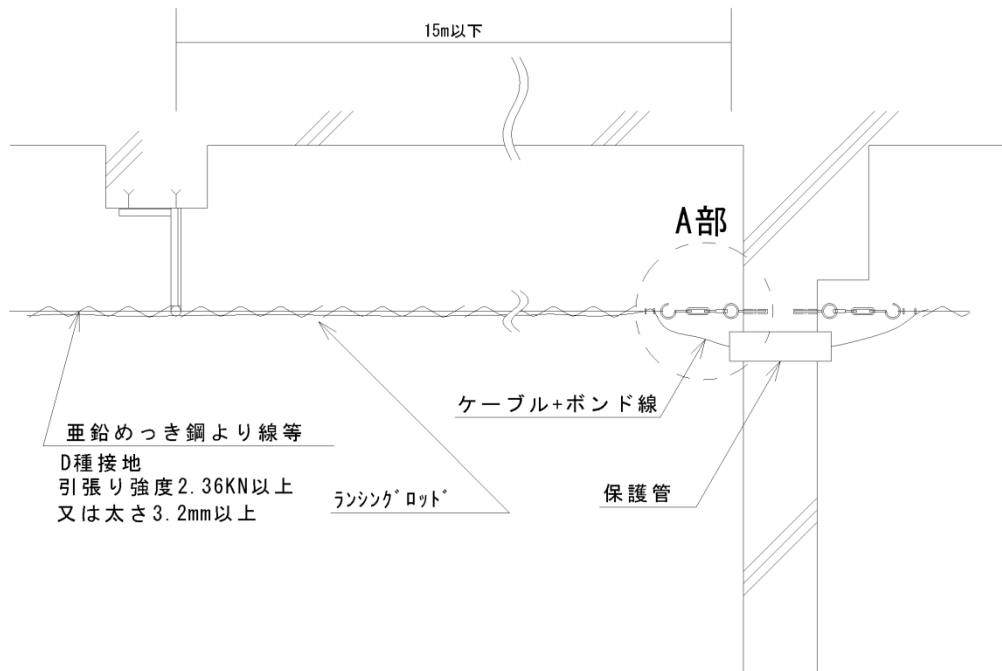 15m以下
A部
ケーブル+ボンド線
亜鉛めっき鋼より線等
D種接地
引張り強度2.36KN以上
又は太さ3.2mm以上
ﾗﾝｼﾝｸﾞﾛｯﾄﾞ
保護管